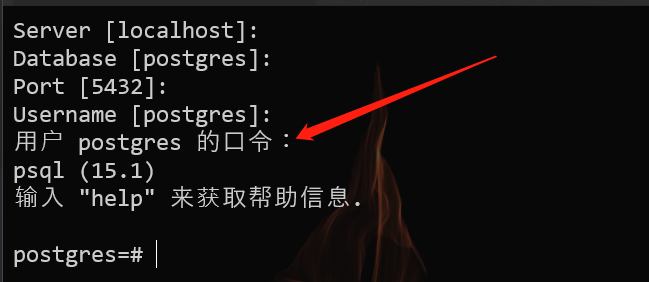 Server [localhost]:
Database [postgres]:
Port [5432]:
Username [postgres]:
用户 postgres 的口令：
psql (15.1)
输入 "help" 来获取帮助信息.
postgres=#